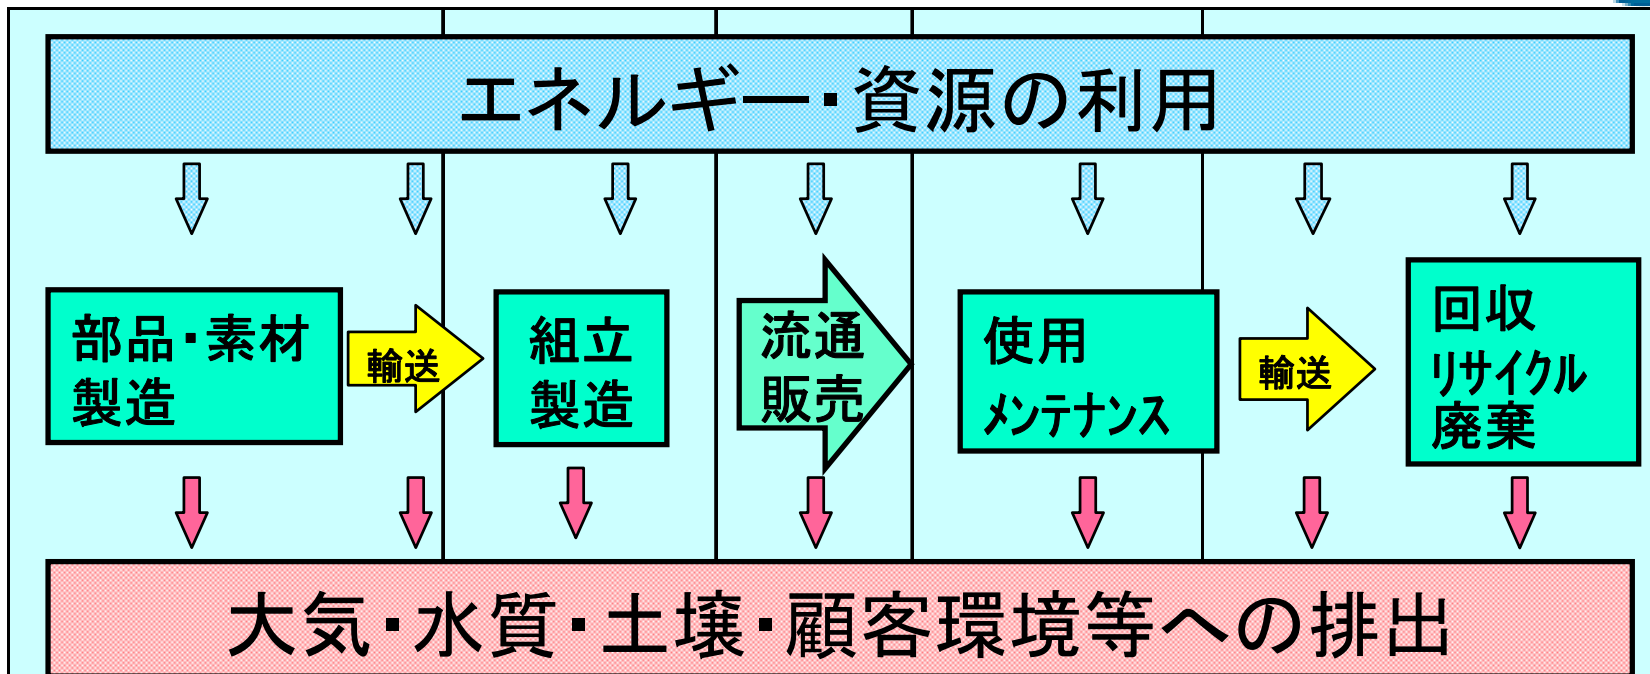 エネルギー・資源の利用
部品・素材
製造
輸送
組立
製造
流通
販売
使用
メンテナンス
輸送
回収
リサイクル
廃棄
大気・水質・土壌・顧客環境等への排出